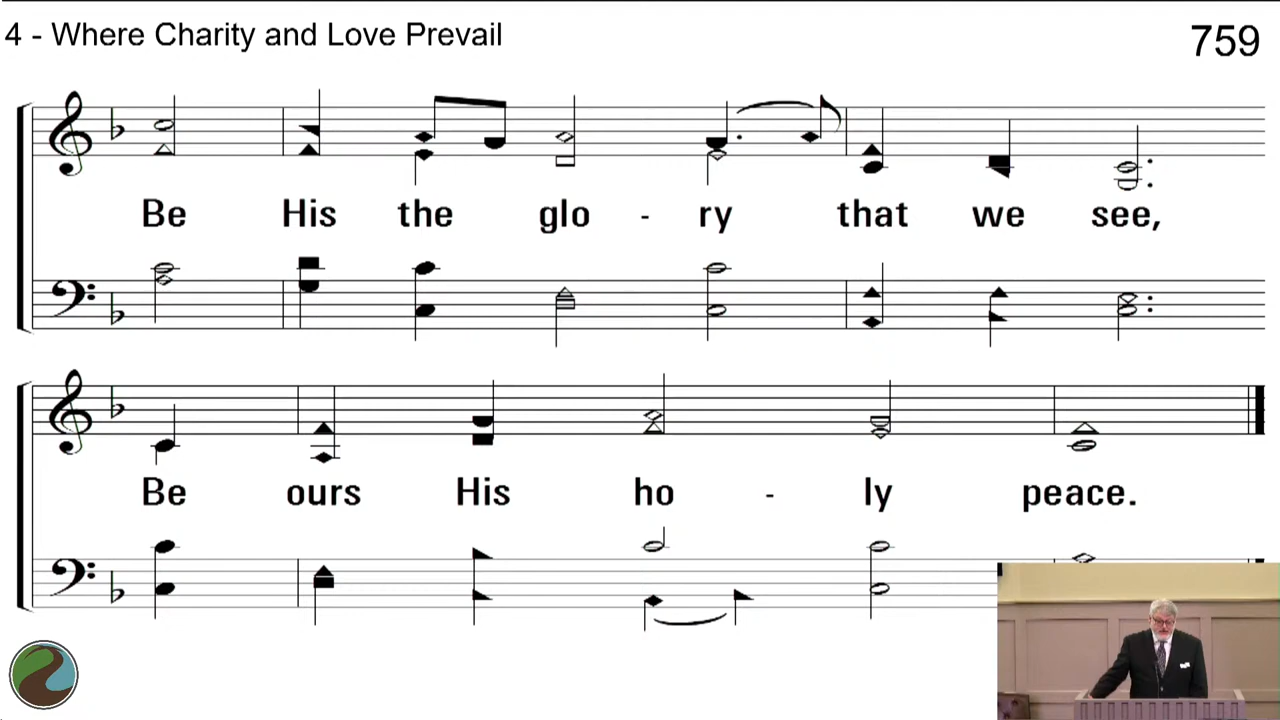 4 - Where Charity and Love Prevail
759
Be His the glo - ry that we see,
Be ours His ho - ly peace.